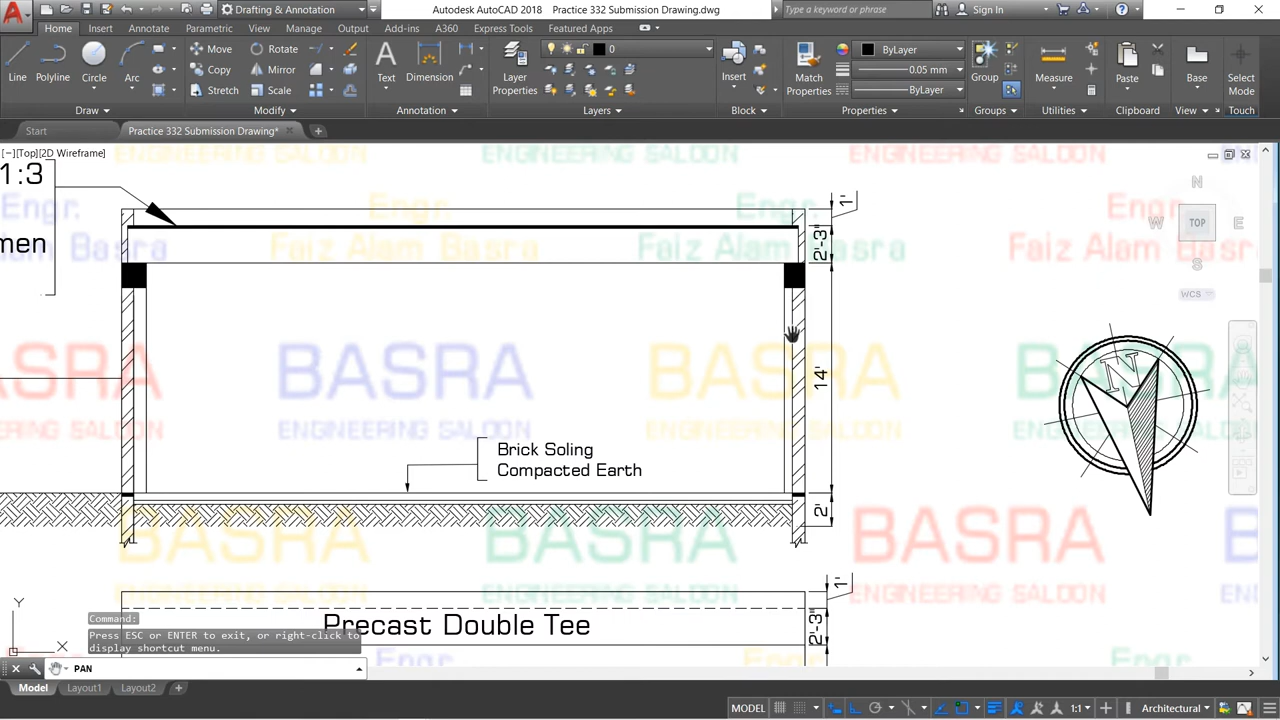 Drafting & Annotation
Autodesk AutoCAD 2018 Practice 332 Submission Drawing.dwg
Type a keyword or phrase
Sign In
Home Insert Annotate Parametric View Manage Output Add-ins A360 Express Tools Featured Apps
Line Polyline Circle Arc
Move Rotate
Copy Mirror
Stretch Scale
Text Dimension
Layer Properties
0
Insert
Match Properties
ByLayer
0.05 mm
ByLayer
Group
Measure
Paste
Base
Select Mode
Draw Modify Annotation Layers Block Properties Groups Utilities Clipboard View Touch
Start Practice 332 Submission Drawing*
[−][Top][2D Wireframe]
1:3
men
Engr.
Faiz Alam Basra
BASRA
ENGINEERING SALOON
1'
2'-3"
14'
2'
Brick Soling
Compacted Earth
1'
2'-3"
Precast Double Tee
N
W TOP E
S
WCS
N
Y
X
Command:
Press ESC or ENTER to exit, or right-click to
display shortcut menu.
PAN
Model Layout1 Layout2
MODEL 1:1 Architectural